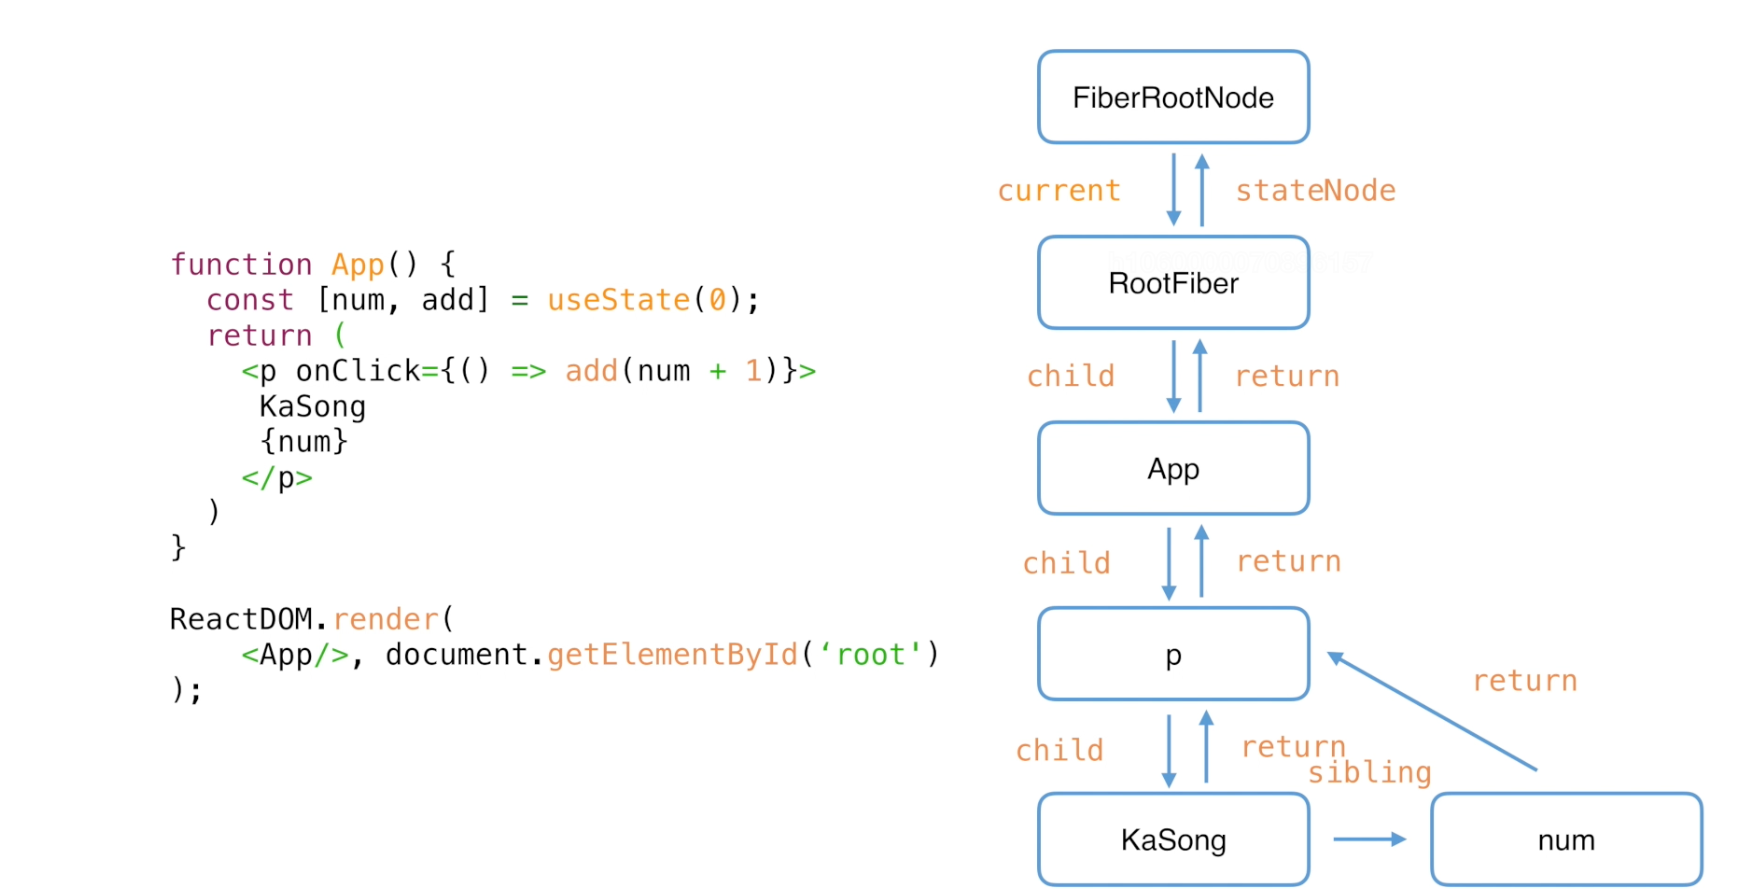 function App() {
  const [num, add] = useState(0);
  return (
    <p onClick={() => add(num + 1)}>
     KaSong
     {num}
    </p>
  )
}
ReactDOM.render(
    <App/>, document.getElementById(‘root')
);
FiberRootNode
current
stateNode
RootFiber
child
return
App
child
return
p
return
child
return
sibling
KaSong
num